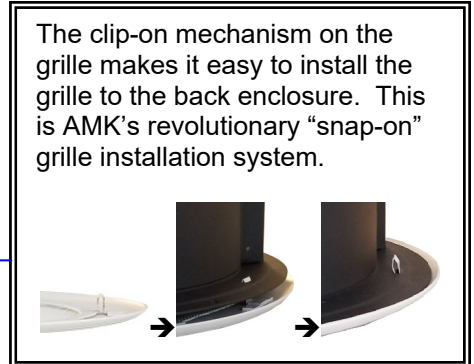 The clip-on mechanism on the
grille makes it easy to install the
grille to the back enclosure.  This
is AMK’s revolutionary “snap-on”
grille installation system.